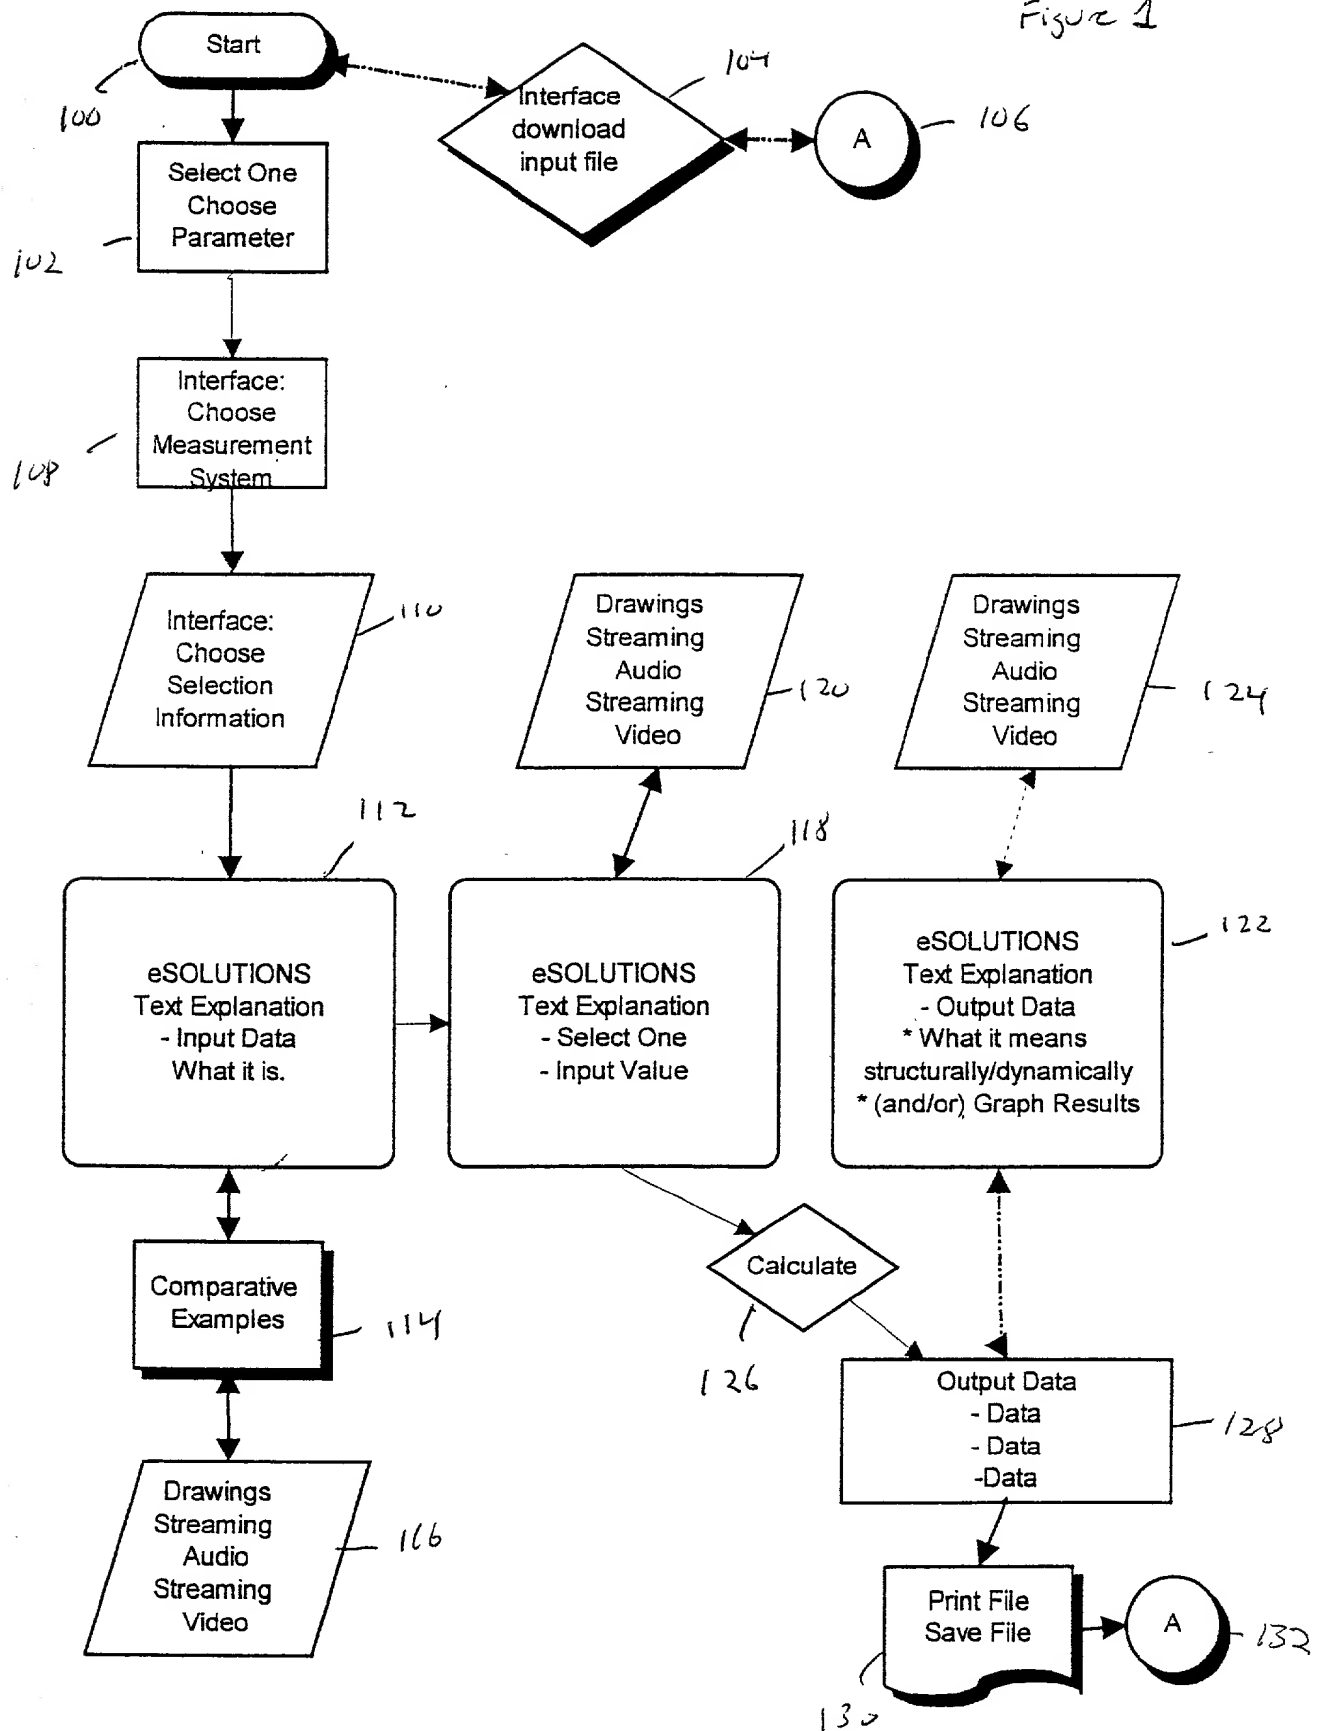 Figure 1
Start
100
Interface
download
input file
104
A
106
Select One
Choose
Parameter
102
Interface:
Choose
Measurement
System
108
Interface:
Choose
Selection
Information
110
Drawings
Streaming
Audio
Streaming
Video
120
Drawings
Streaming
Audio
Streaming
Video
124
112
eSOLUTIONS
Text Explanation
- Input Data
What it is.
118
eSOLUTIONS
Text Explanation
- Select One
- Input Value
122
eSOLUTIONS
Text Explanation
- Output Data
* What it means
structurally/dynamically
* (and/or) Graph Results
Comparative
Examples
114
Calculate
126
Output Data
- Data
- Data
-Data
128
Drawings
Streaming
Audio
Streaming
Video
116
Print File
Save File
130
A
132